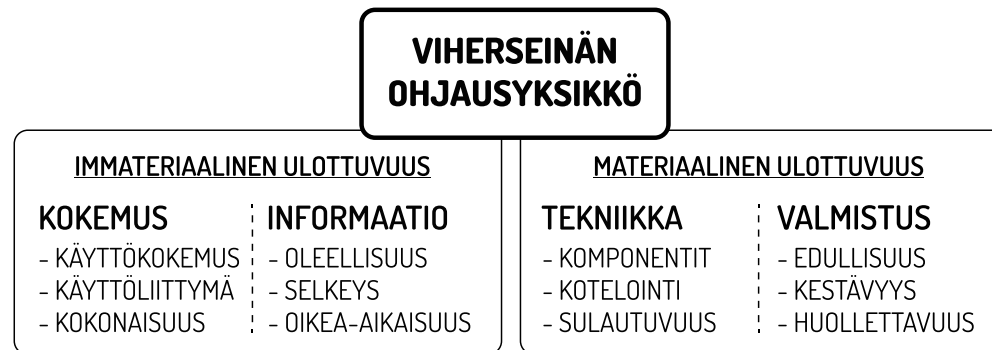 VIHERSEINÄN
OHJAUSYKSIKKÖ
IMMATERIAALINEN ULOTTUVUUS
KOKEMUS
- KÄYTTÖKOKEMUS
- KÄYTTÖLIITTYMÄ
- KOKONAISUUS
INFORMAATIO
- OLEELLISUUS
- SELKEYS
- OIKEA-AIKAISUUS
MATERIAALINEN ULOTTUVUUS
TEKNIIKKA
- KOMPONENTIT
- KOTELOINTI
- SULAUTUVUUS
VALMISTUS
- EDULLISUUS
- KESTÄVYYS
- HUOLLETTAVUUS